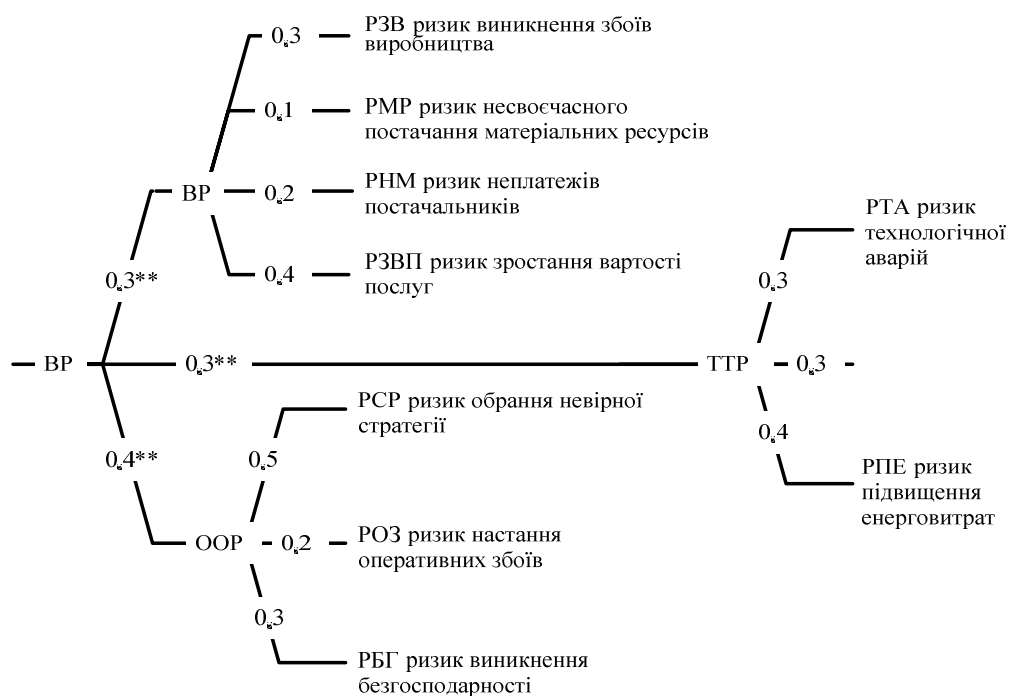 0,3
РЗВ ризик виникнення збоїв
виробництва
0,1
РМР ризик несвоєчасного
постачання матеріальних ресурсів
ВР
0,2
РНМ ризик неплатежів
постачальників
0,4
РЗВП ризик зростання вартості
послуг
РТА ризик
технологічної
аварій
0,3**
0,3
ВР
0,3**
ТТР
0,3
РСР ризик обрання невірної
стратегії
0,4**
0,5
0,4
РПЕ ризик
підвищення
енерговитрат
ООР
0,2
РОЗ ризик настання
оперативних збоїв
0,3
РБГ ризик виникнення
безгосподарності